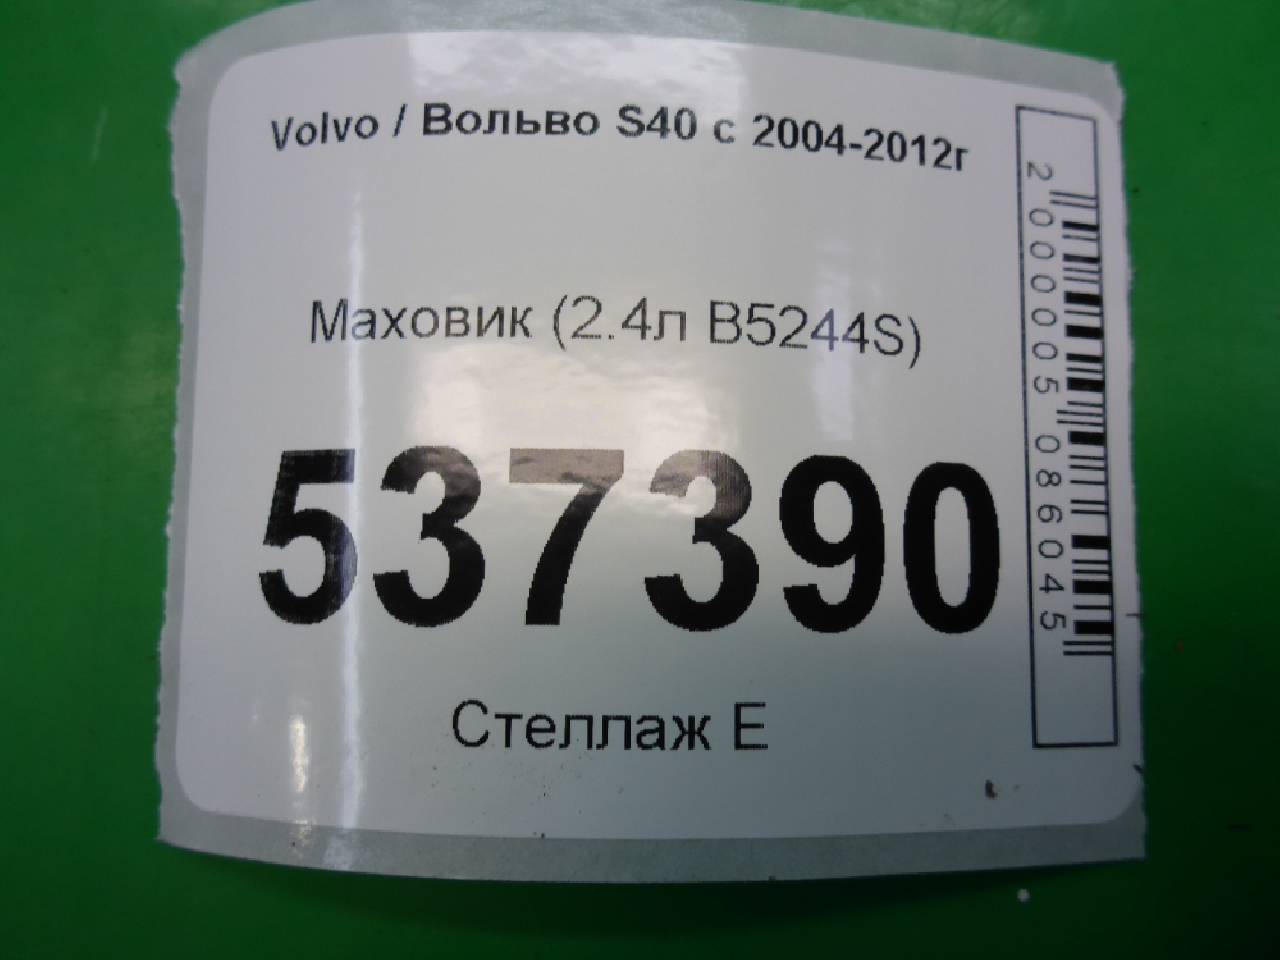 Volvo / Вольво S40 с 2004-2012г
Маховик (2.4л B5244S)
537390
Стеллаж Е
2000005086045